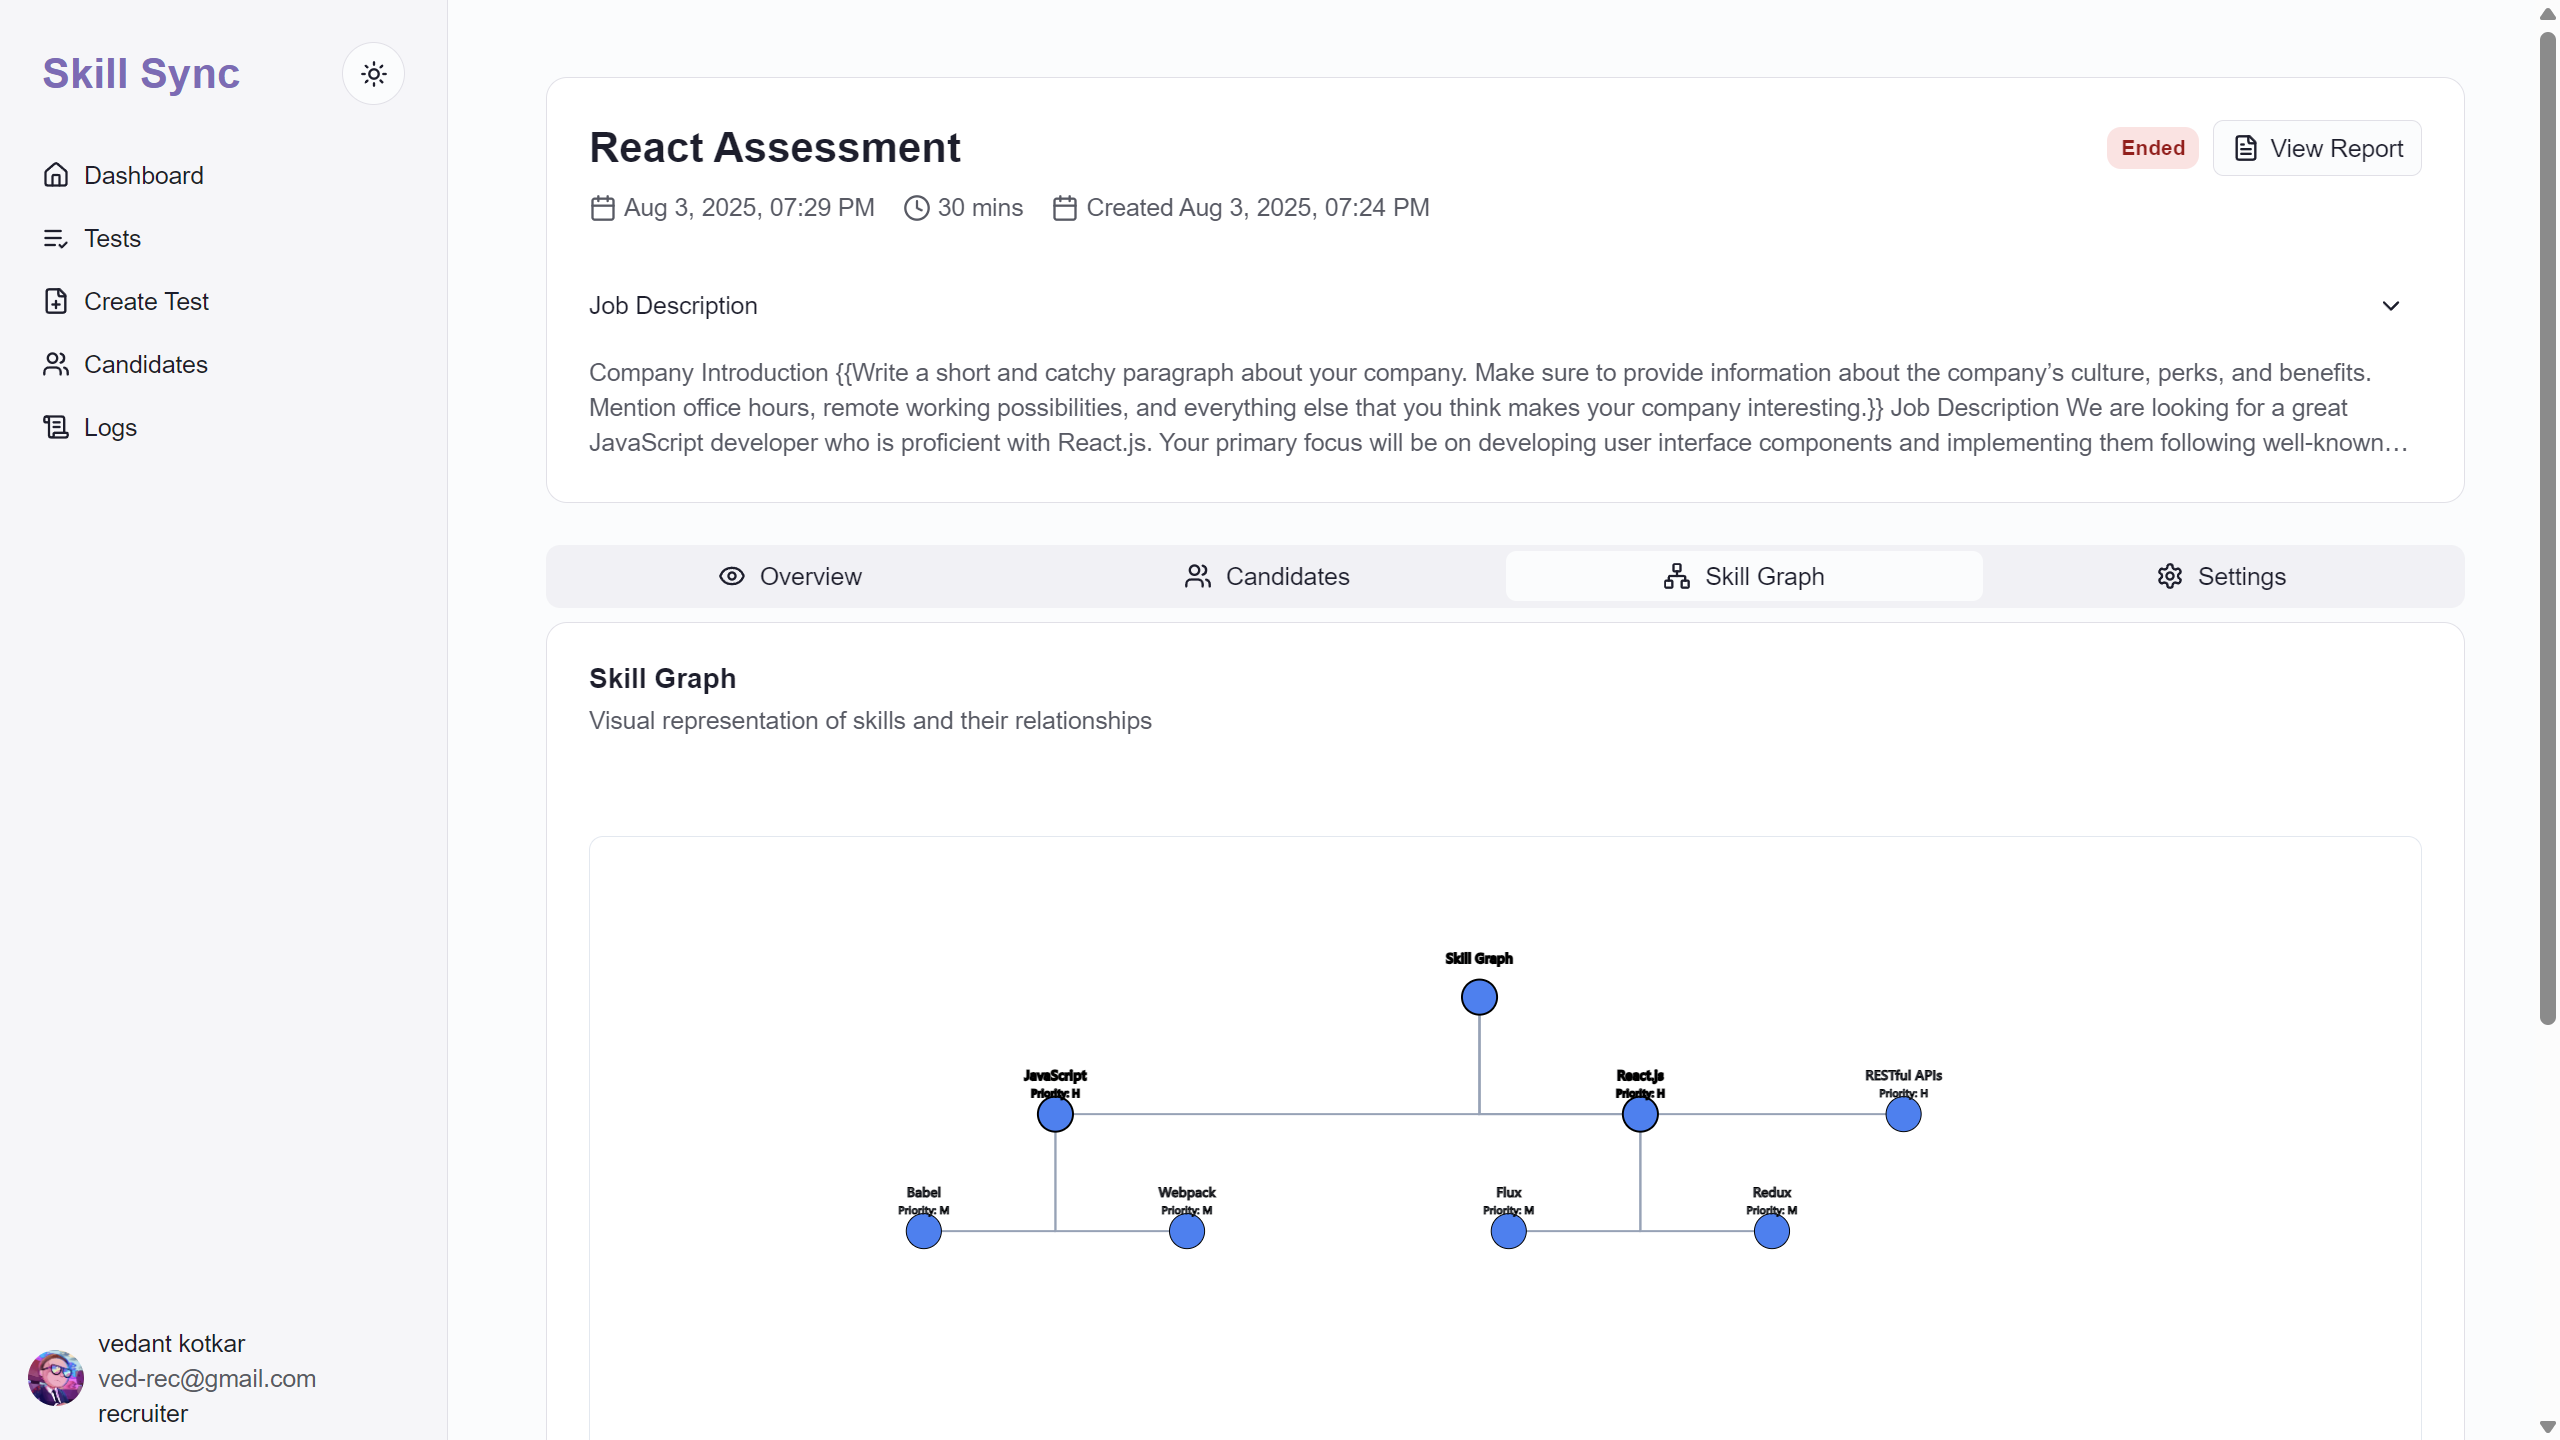 Skill Sync
Dashboard
Tests
Create Test
Candidates
Logs
vedant kotkar
ved-rec@gmail.com
recruiter
React Assessment
Ended
View Report
Aug 3, 2025, 07:29 PM
30 mins
Created Aug 3, 2025, 07:24 PM
Job Description
Company Introduction {{Write a short and catchy paragraph about your company. Make sure to provide information about the company’s culture, perks, and benefits.
Mention office hours, remote working possibilities, and everything else that you think makes your company interesting.}} Job Description We are looking for a great
JavaScript developer who is proficient with React.js. Your primary focus will be on developing user interface components and implementing them following well-known…
Overview
Candidates
Skill Graph
Settings
Skill Graph
Visual representation of skills and their relationships
Skill Graph
JavaScript
Priority: H
React.js
Priority: H
RESTful APIs
Priority: H
Babel
Priority: M
Webpack
Priority: M
Flux
Priority: M
Redux
Priority: M